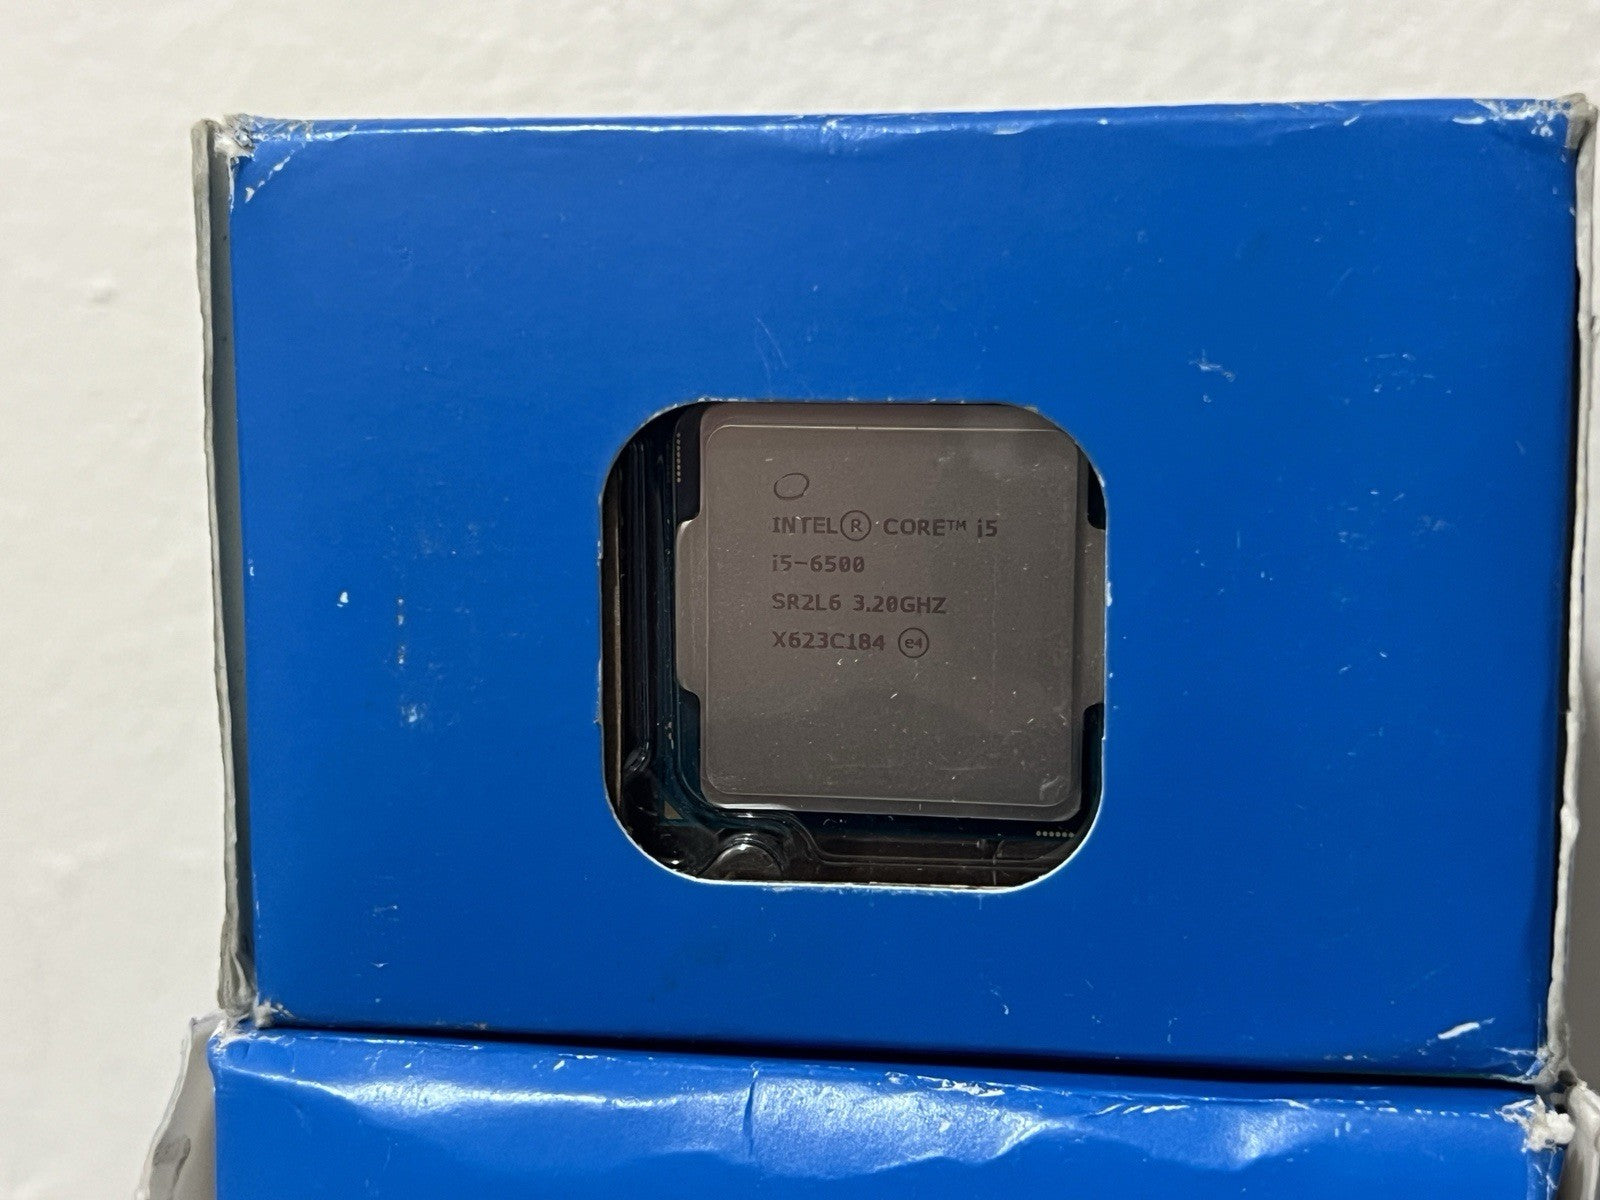 INTEL® CORE™ i5
i5-6500
SR2L6 3.20GHZ
X623C184 e4